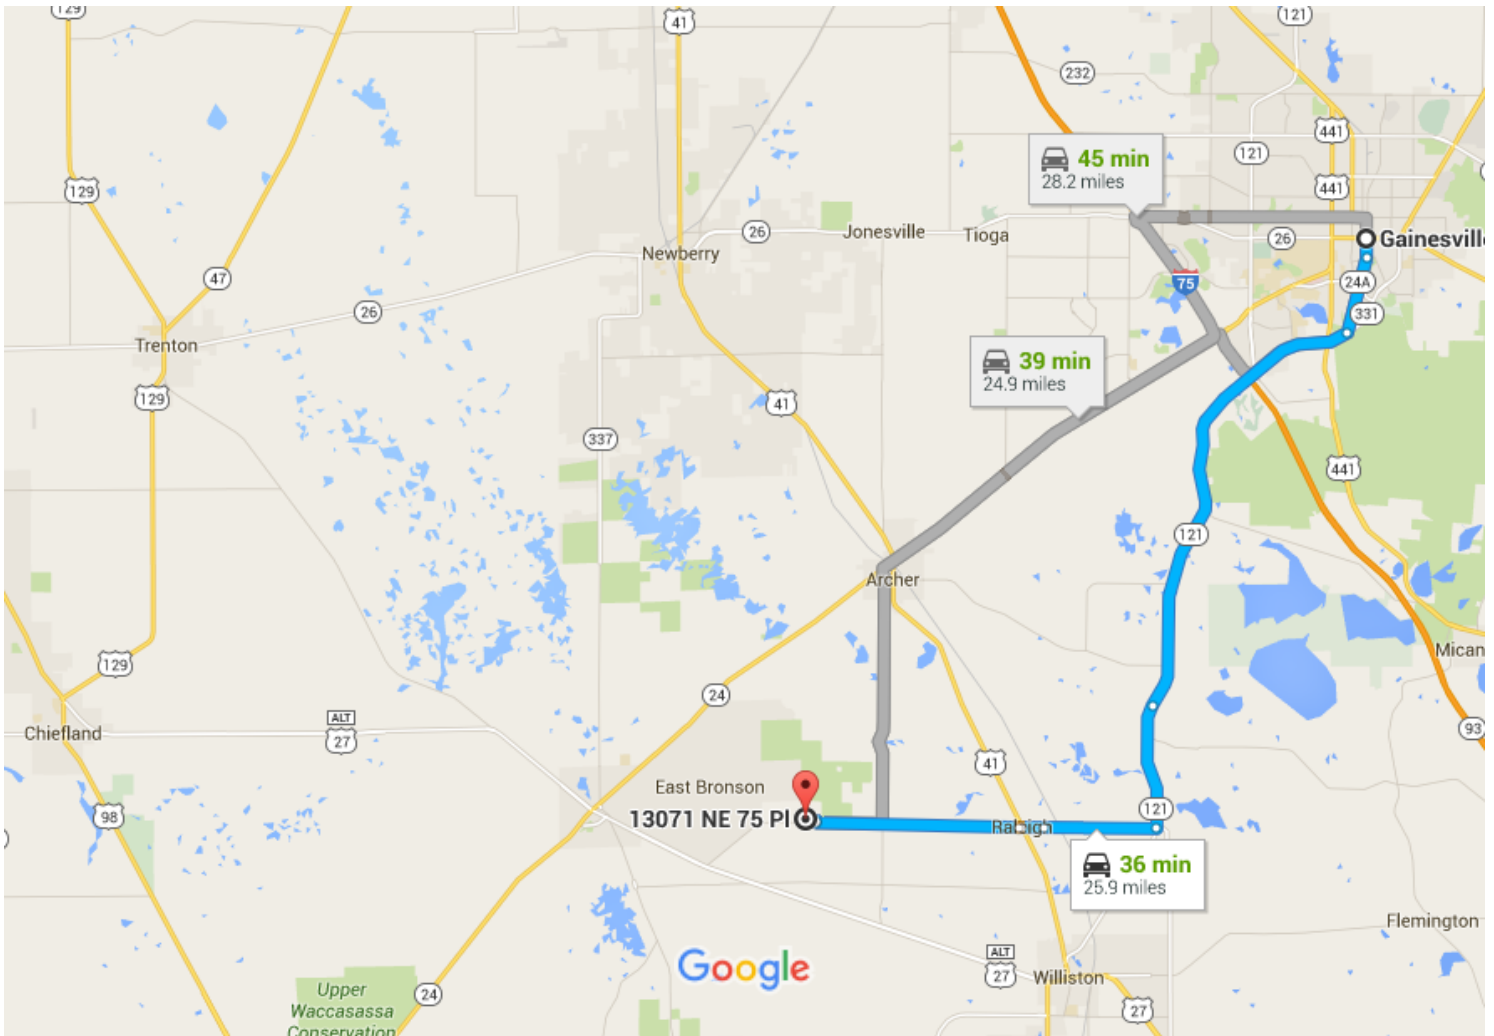 129
41
121
232
441
121
45 min
28.2 miles
129
441
26
Jonesville
Tioga
26
Gainesville
Newberry
47
75
24A
26
331
Trenton
39 min
24.9 miles
129
41
337
441
121
Archer
Mican
129
24
ALT
27
Chiefland
93
41
East Bronson
13071 NE 75 Pl
98
121
Raleigh
36 min
25.9 miles
Flemington
Google
ALT
27
Williston
Upper
Waccasassa
Conservation
24
27